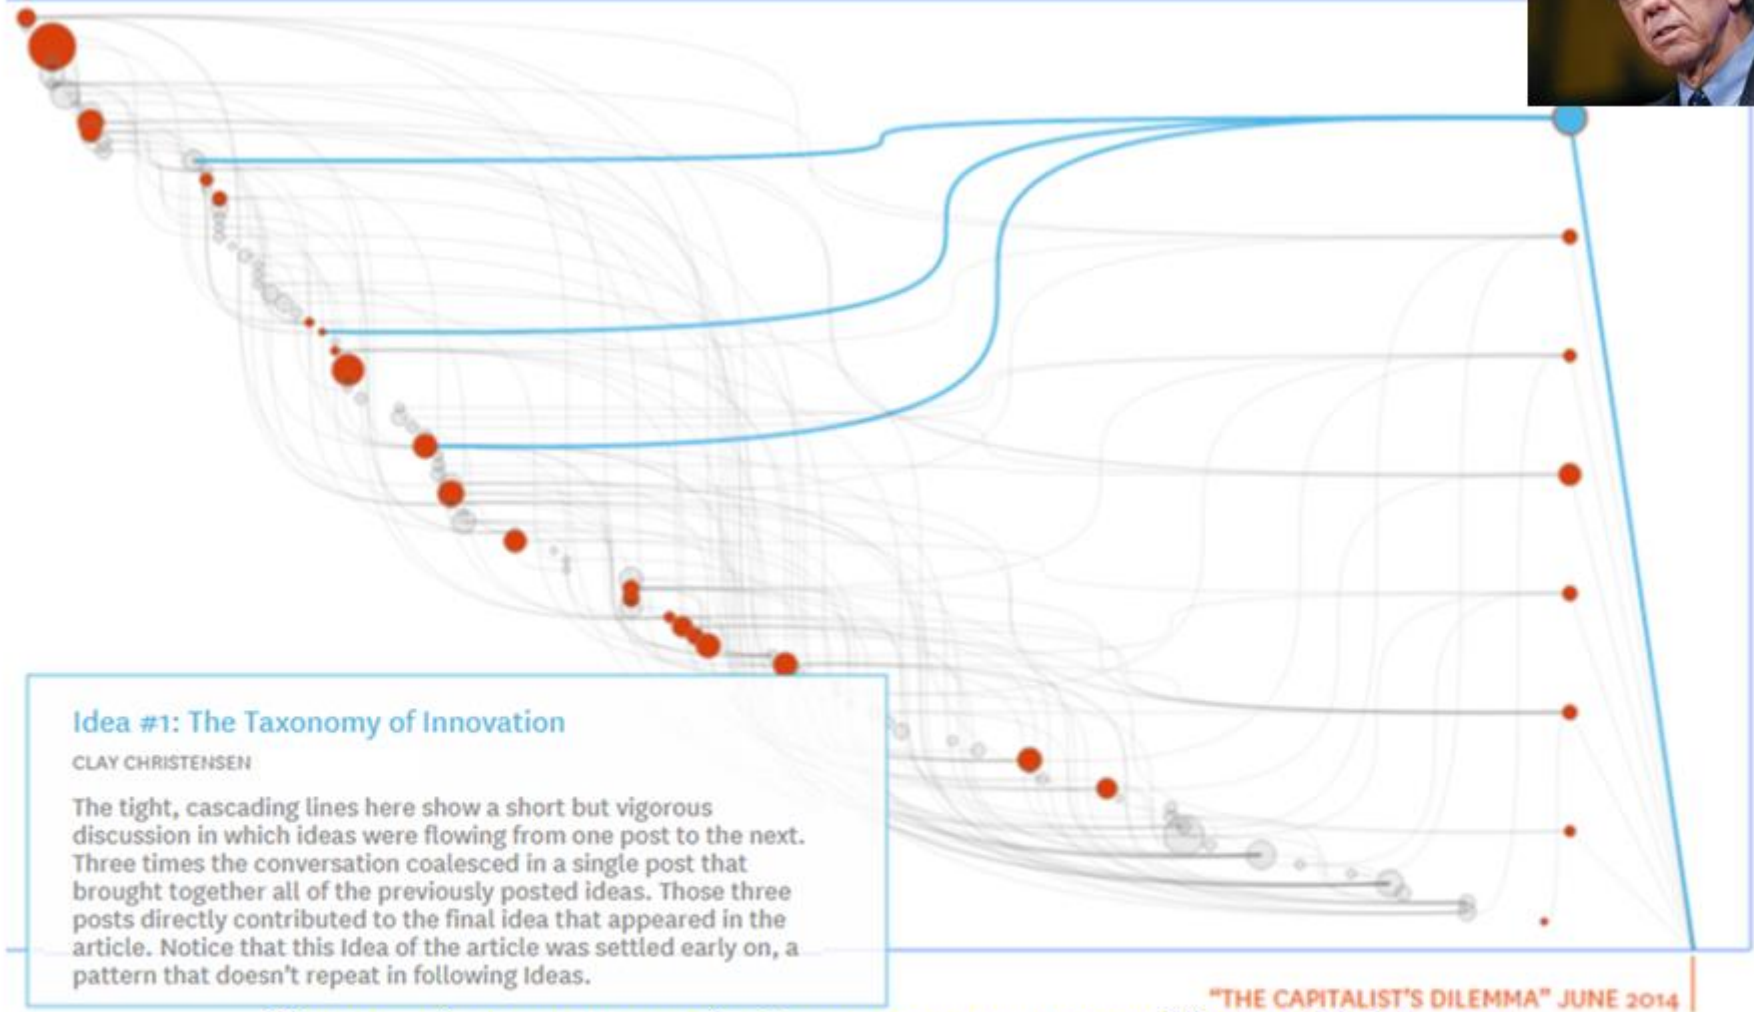 Idea #1: The Taxonomy of Innovation
CLAY CHRISTENSEN
The tight, cascading lines here show a short but vigorous
discussion in which ideas were flowing from one post to the next.
Three times the conversation coalesced in a single post that
brought together all of the previously posted ideas. Those three
posts directly contributed to the final idea that appeared in the
article. Notice that this Idea of the article was settled early on, a
pattern that doesn't repeat in following Ideas.
"THE CAPITALIST'S DILEMMA" JUNE 2014